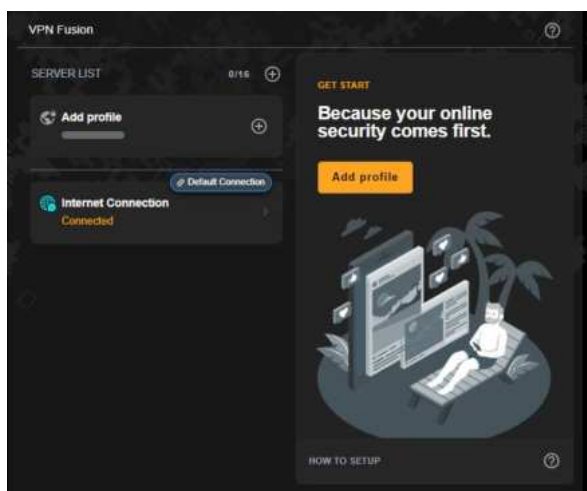 VPN Fusion
SERVER LIST 0/16
Add profile
Default Connection
Internet Connection
Connected
GET START
Because your online
security comes first.
Add profile
HOW TO SETUP